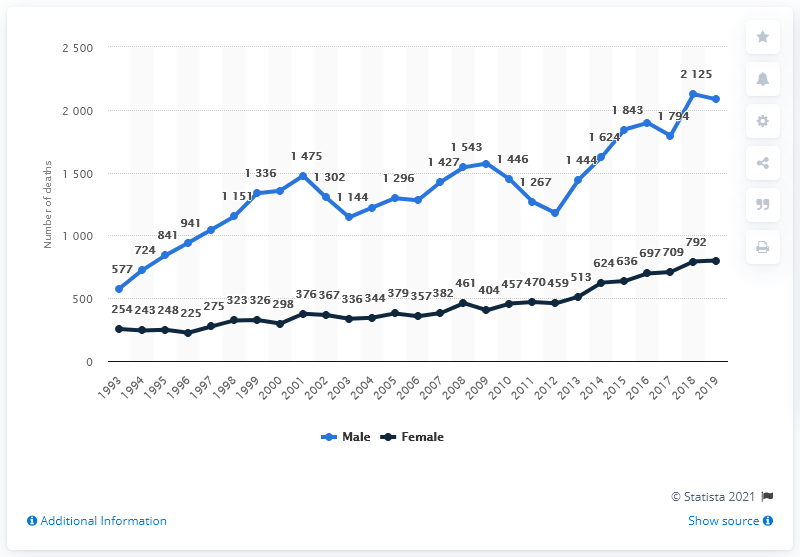 2 500
2 000
1 500
1 000
500
0
Number of deaths
577 724 841 941 1 151 1 336 1 475 1 302 1 144 1 296 1 427 1 543 1 446 1 267 1 444 1 624 1 843 1 794 2 125
254 243 248 225 275 323 326 298 376 367 336 344 379 357 382 461 404 457 470 459 513 624 636 697 709 792
1993 1994 1995 1996 1997 1998 1999 2000 2001 2002 2003 2004 2005 2006 2007 2008 2009 2010 2011 2012 2013 2014 2015 2016 2017 2018 2019
Male Female
© Statista 2021
Additional Information Show source